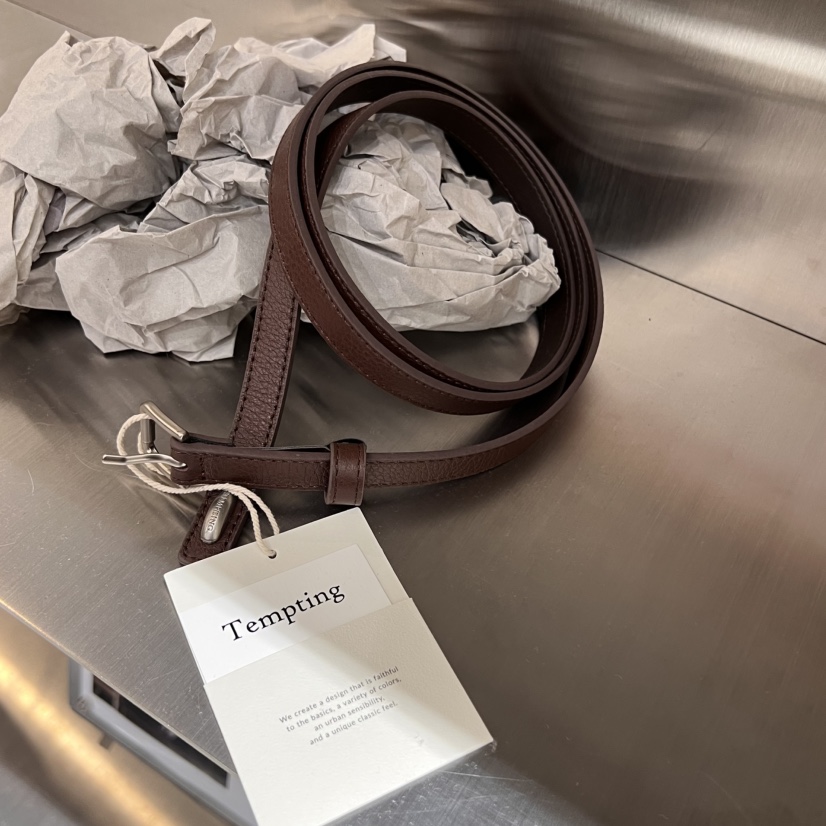 Tempting
We create a design that is faithful
to the basics, a variety of colors,
an urban sensibility,
and a unique classic feel,